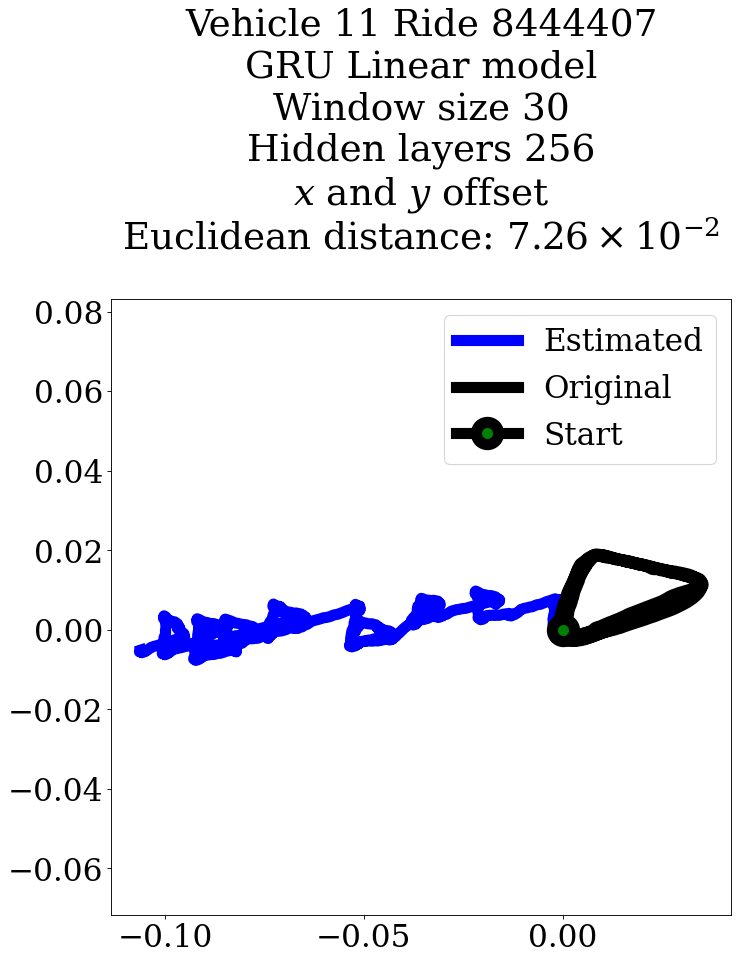 Vehicle 11 Ride 8444407
GRU Linear model
Window size 30
Hidden layers 256
x and y offset
Euclidean distance: 7.26 × 10⁻²
Estimated
Original
Start
0.08
0.06
0.04
0.02
0.00
−0.02
−0.04
−0.06
−0.10 −0.05 0.00